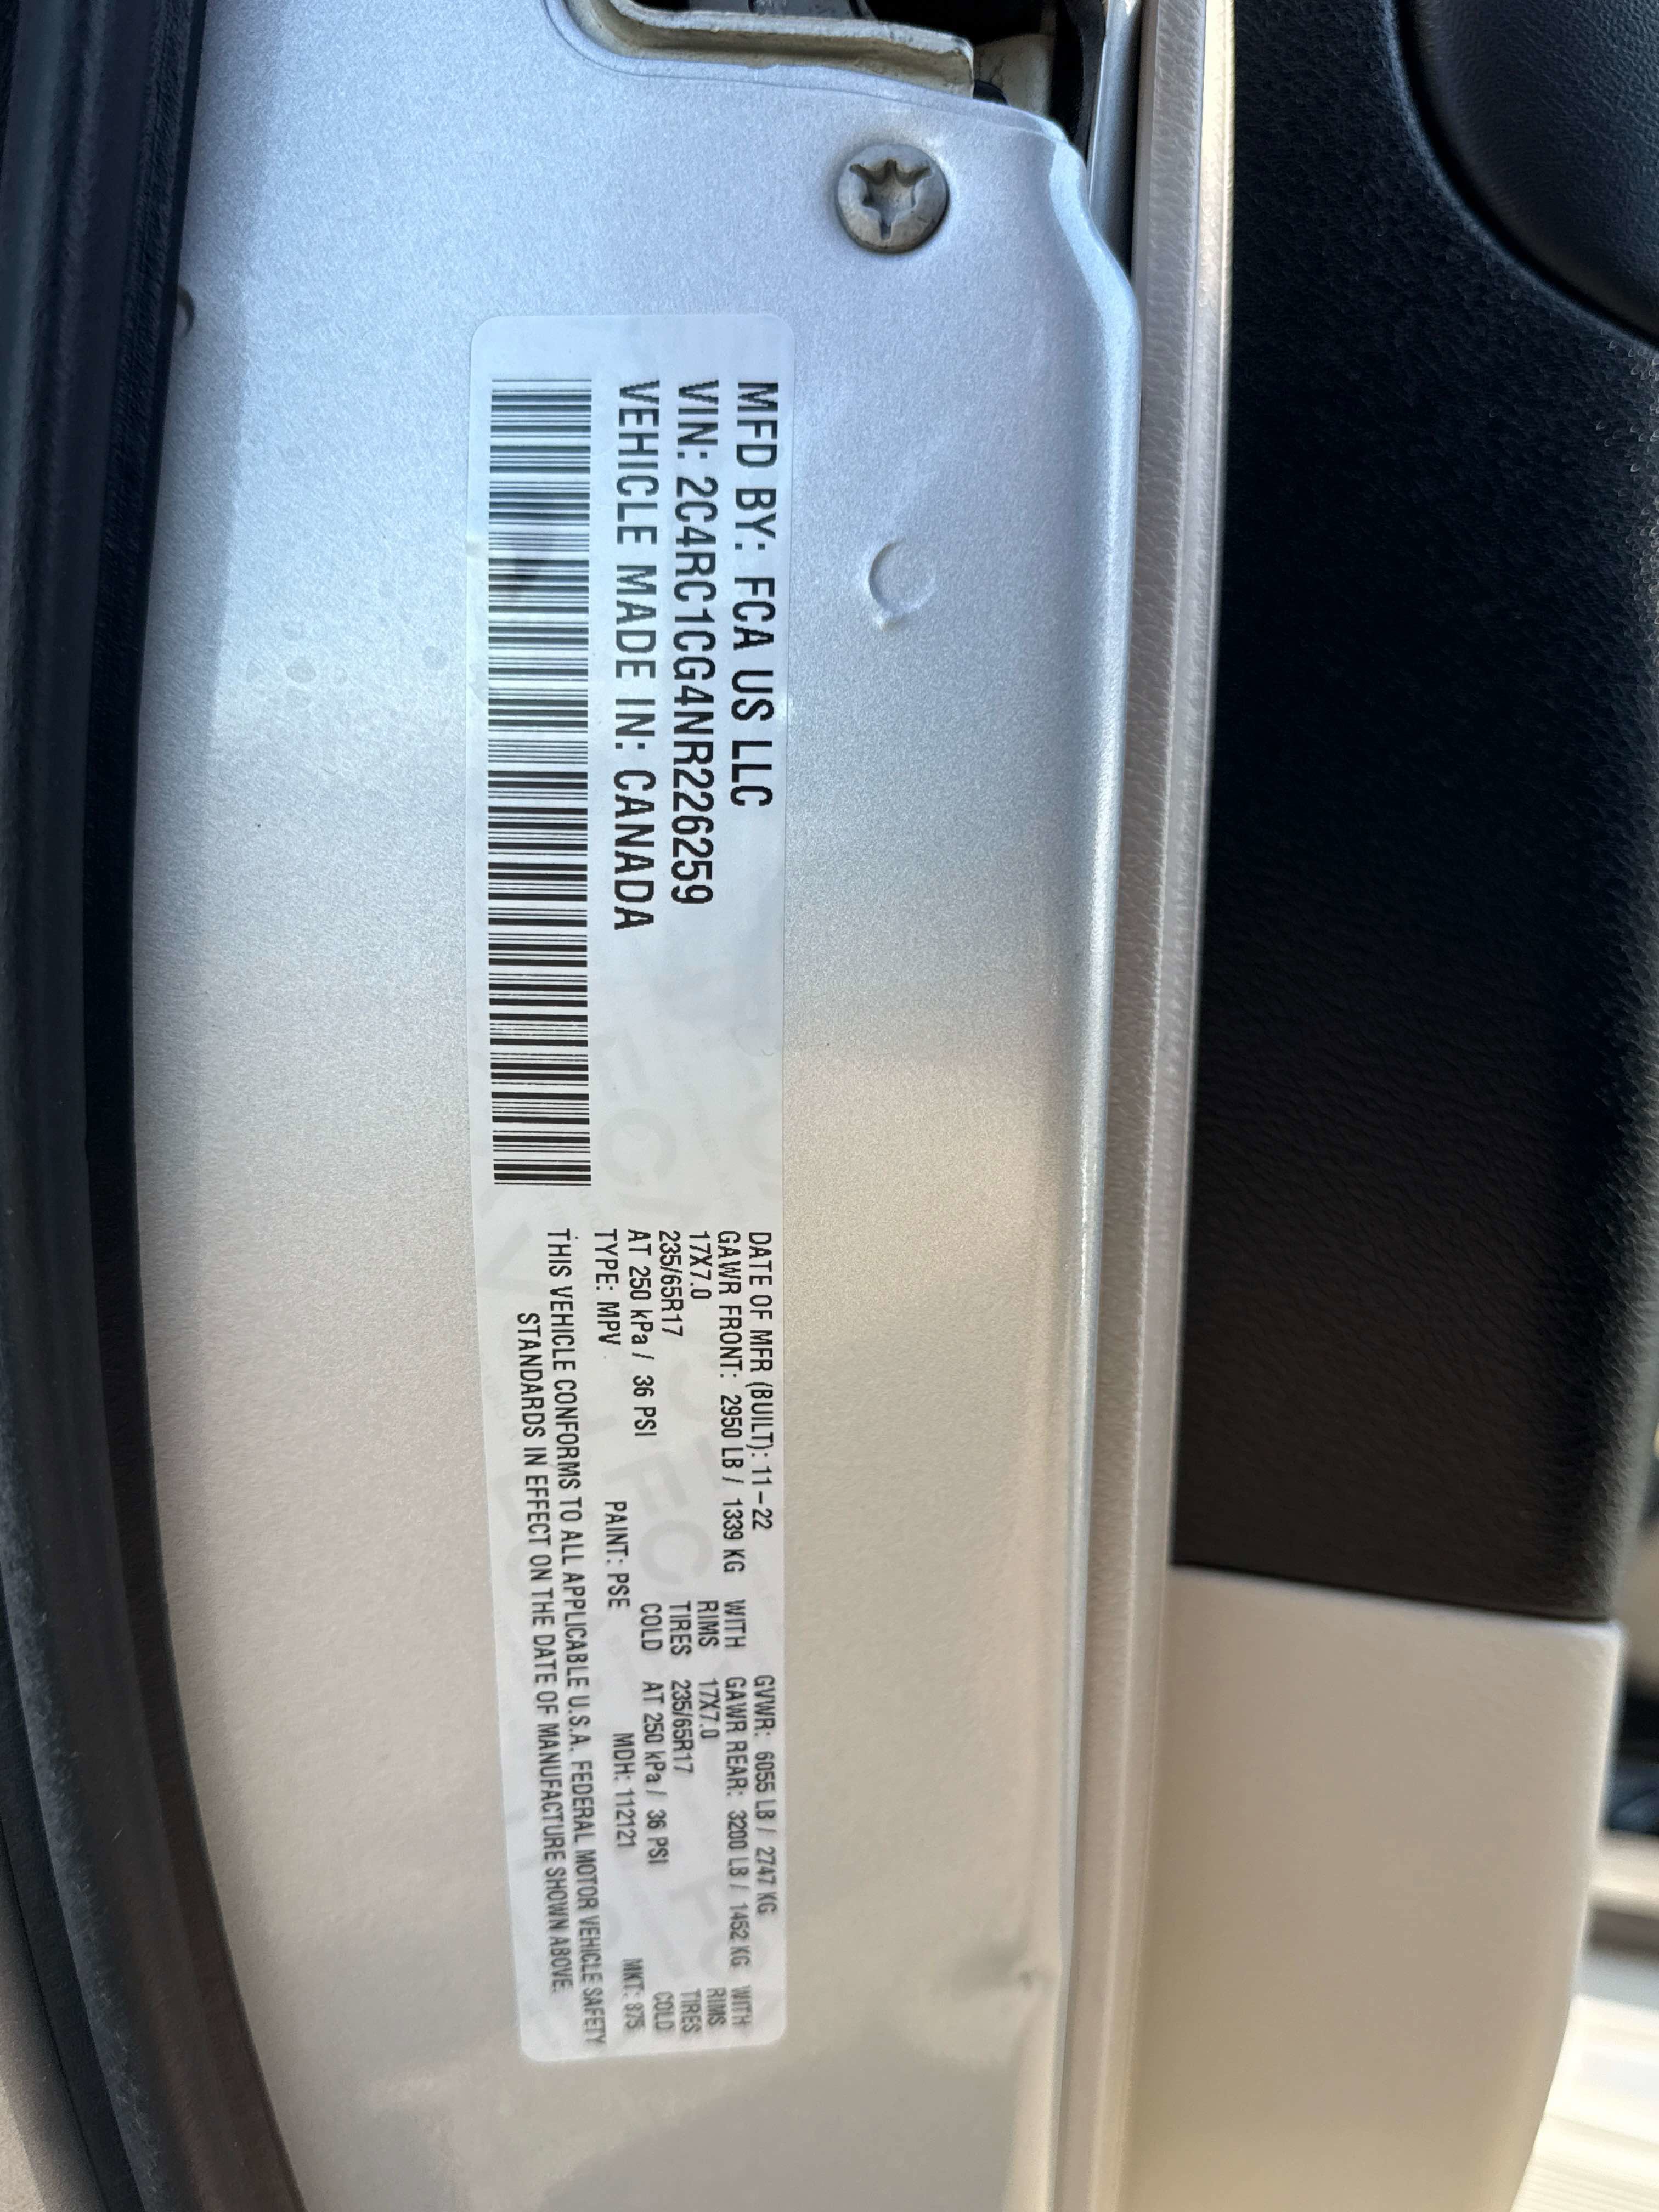 MFD BY: FCA US LLC
VIN: 2C4RC1CG4NR226259
VEHICLE MADE IN: CANADA
DATE OF MFR (BUILT): 11-22 GVWR: 6055 LB / 2747 KG
GAWR FRONT: 2950 LB / 1339 KG WITH GAWR REAR: 3200 LB / 1452 KG WITH
17X7.0 RIMS 17X7.0 RIMS
235/65R17 TIRES 235/65R17 TIRES
AT 250 kPa / 36 PSI COLD AT 250 kPa / 36 PSI COLD
TYPE: MPV PAINT: PSE MDH: 112121 MKT: 875
THIS VEHICLE CONFORMS TO ALL APPLICABLE U.S.A. FEDERAL MOTOR VEHICLE SAFETY
STANDARDS IN EFFECT ON THE DATE OF MANUFACTURE SHOWN ABOVE.